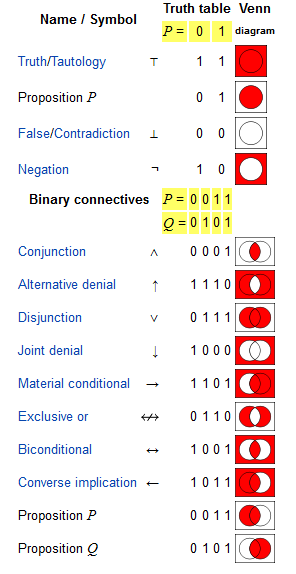 Name / Symbol Truth table Venn
P = 0 1 diagram
Truth/Tautology ⊤ 1 1
Proposition P 0 1
False/Contradiction ⊥ 0 0
Negation ¬ 1 0
Binary connectives P = 0 0 1 1
Q = 0 1 0 1
Conjunction ∧ 0 0 0 1
Alternative denial ↑ 1 1 1 0
Disjunction ∨ 0 1 1 1
Joint denial ↓ 1 0 0 0
Material conditional → 1 1 0 1
Exclusive or ↮ 0 1 1 0
Biconditional ↔ 1 0 0 1
Converse implication ← 1 0 1 1
Proposition P 0 0 1 1
Proposition Q 0 1 0 1